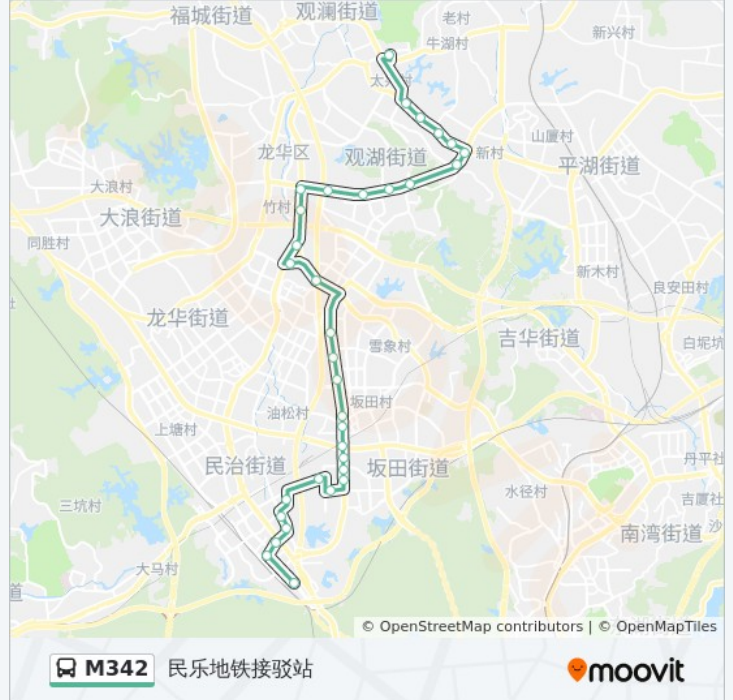 福城街道
观澜街道
老村
牛湖村
新兴村
太兴村
山厦村
龙华区
观湖街道
新村
平湖街道
大浪村
竹村
大浪街道
同胜村
新木村
良安田村
龙华街道
雪象村
吉华街道
白坭坑
坂田村
油松村
上塘村
民治街道
坂田街道
丹平社
水径村
吉厦社
三坑村
南湾街道
沙
大马村
道
© OpenStreetMap contributors | © OpenMapTiles
M342 民乐地铁接驳站
moovit